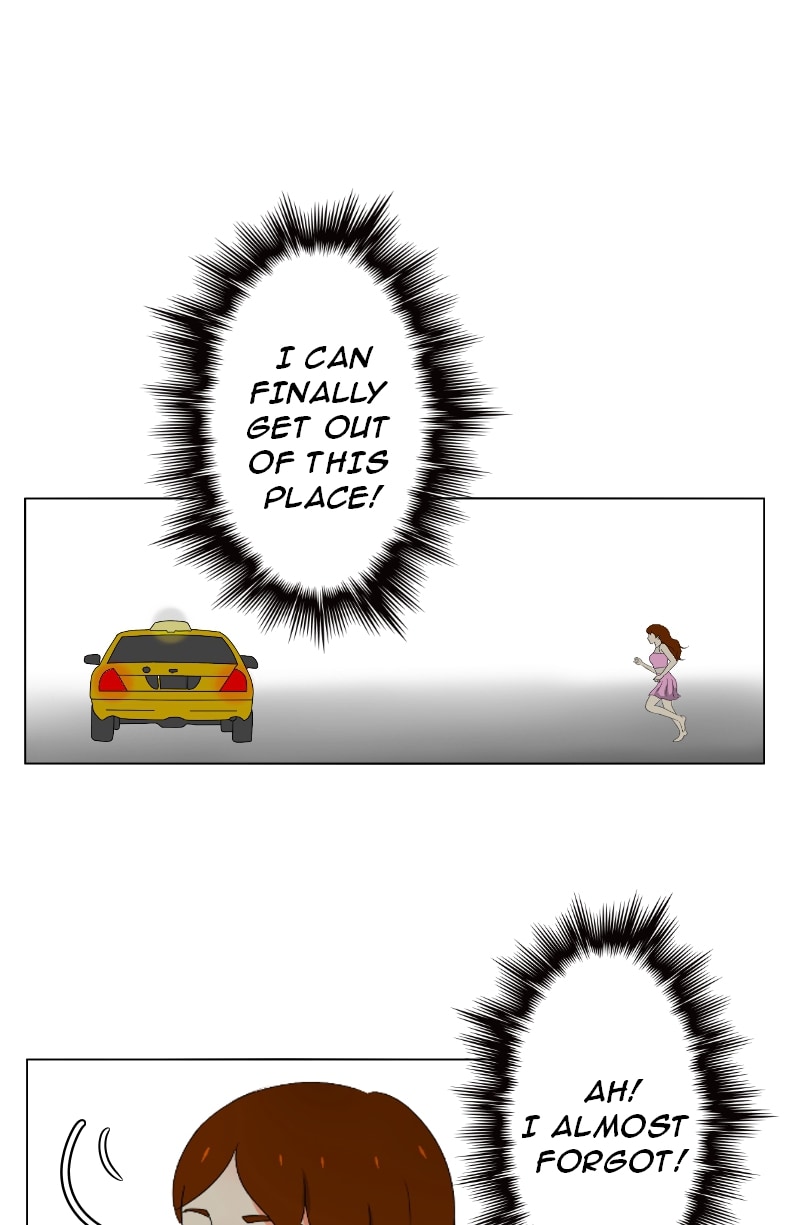 I CAN
FINALLY
GET OUT
OF THIS
PLACE!
AH!
I ALMOST
FORGOT!